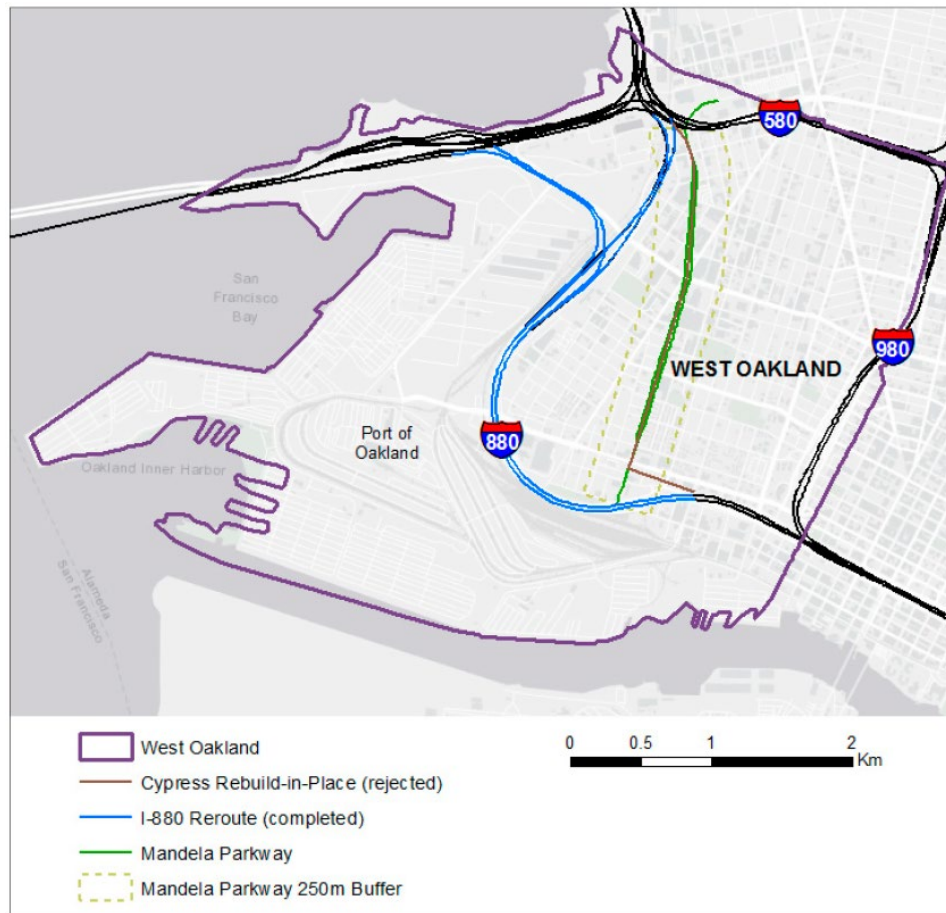 580
980
San
Francisco
Bay
WEST OAKLAND
Port of
Oakland
880
Oakland Inner Harbor
Alameda
San Francisco
West Oakland
Cypress Rebuild-in-Place (rejected)
I-880 Reroute (completed)
Mandela Parkway
Mandela Parkway 250m Buffer
0 0.5 1 2
Km